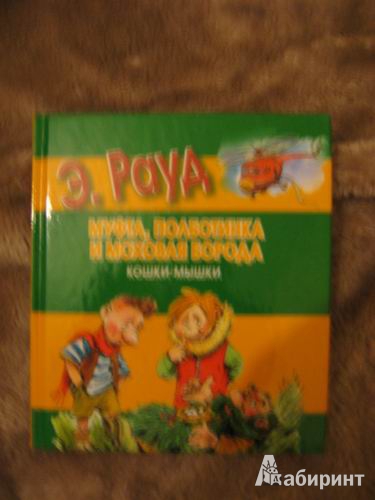 Э. Рауд
МУФТА, ПОЛБОТИНКА
И МОХОВАЯ БОРОДА
КОШКИ-МЫШКИ
Лабиринт